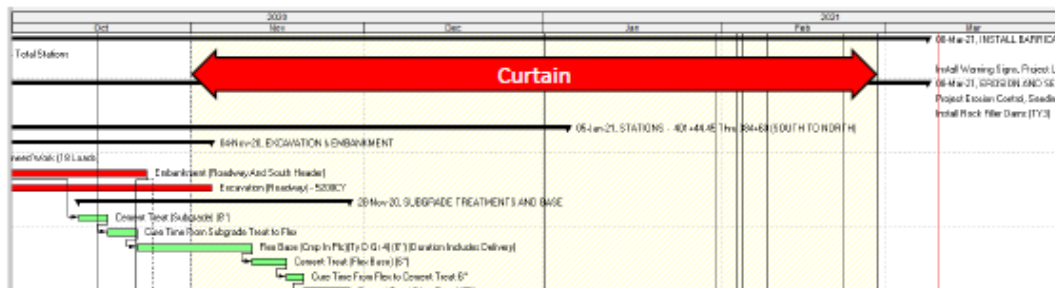 2020 2021
Oct Nov Dec Jan Feb Mar
08-Mar-21, INSTALL BARRICA
- Total Stations
Install Warning Signs, Project L
Curtain
08-Mar-21, EROSION AND SE
Project Erosion Control, Seedin
Install Rock Filter Dams (TY3)
05-Jan-21, STATIONS - 401+44.45 Thru 384+68 (SOUTH TO NORTH)
04-Nov-20, EXCAVATION & EMBANKMENT
Embankment (Roadway And South Header)
Excavation (Roadway) - 5200CY
28-Nov-20, SUBGRADE TREATMENTS AND BASE
Cement Treat (Subgrade) (8")
Cure Time From Subgrade Treat to Flex
Flex Base (Cmp In Plc)(Ty D Gr 4) (6") (Duration Includes Delivery)
Cement Treat (Flex Base) (6")
Cure Time From Flex to Cement Treat 6"